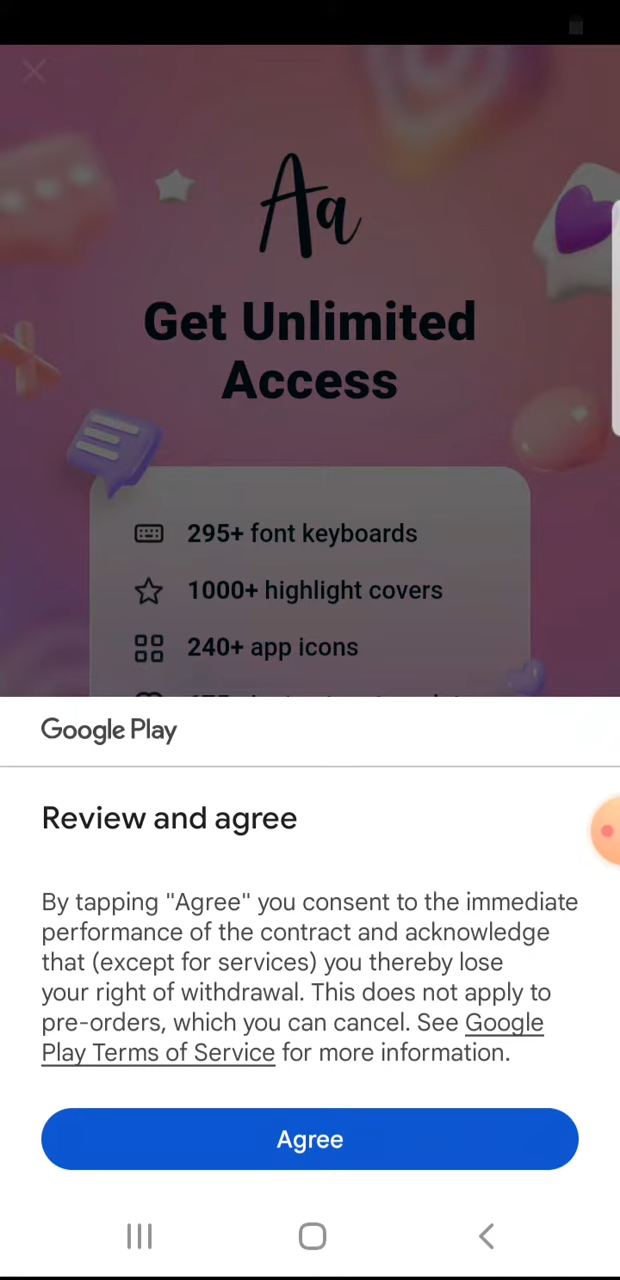 Aa
Get Unlimited
Access
295+ font keyboards
1000+ highlight covers
240+ app icons
Google Play
Review and agree
By tapping "Agree" you consent to the immediate
performance of the contract and acknowledge
that (except for services) you thereby lose
your right of withdrawal. This does not apply to
pre-orders, which you can cancel. See Google
Play Terms of Service for more information.
Agree